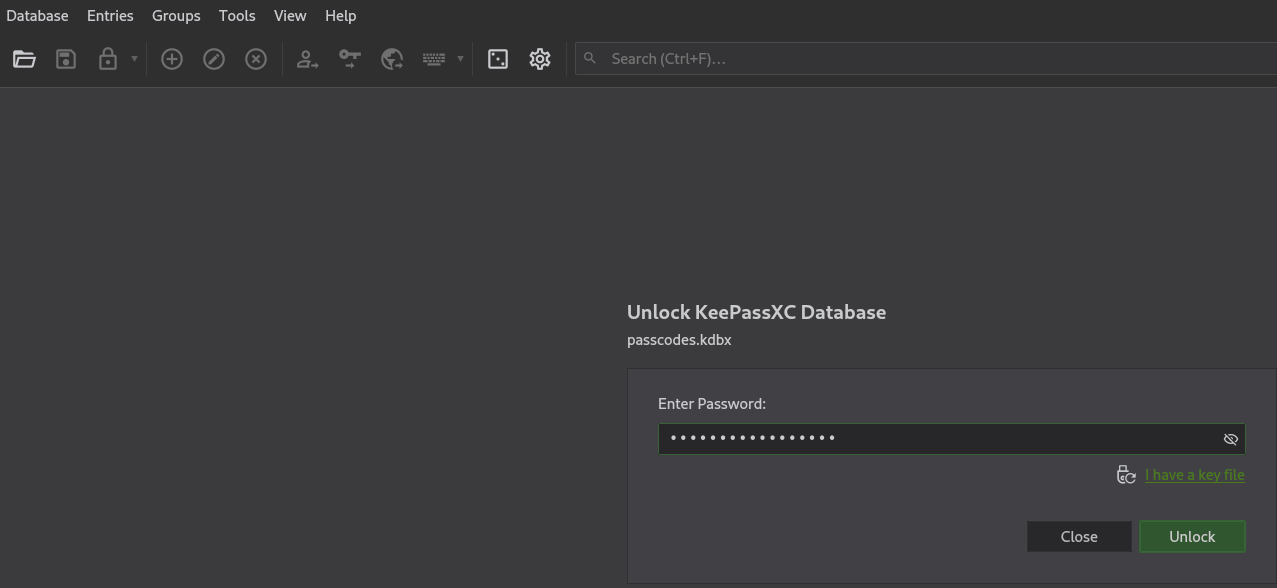 Database Entries Groups Tools View Help
Search (Ctrl+F)...
Unlock KeePassXC Database
passcodes.kdbx
Enter Password:
•••••••••••••••••
I have a key file
Close Unlock